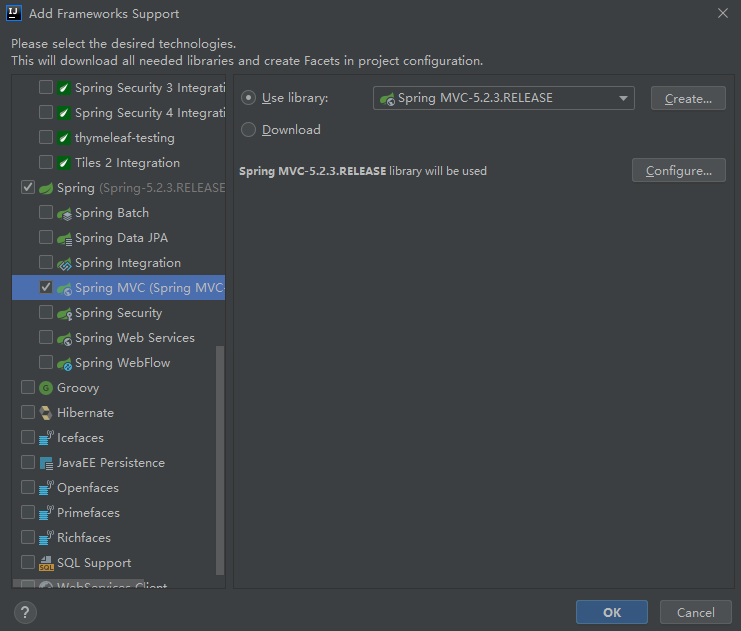 Add Frameworks Support
Please select the desired technologies.
This will download all needed libraries and create Facets in project configuration.
Spring Security 3 Integrati
Spring Security 4 Integrati
thymeleaf-testing
Tiles 2 Integration
Spring (Spring-5.2.3.RELEASE
Spring Batch
Spring Data JPA
Spring Integration
Spring MVC (Spring MVC-
Spring Security
Spring Web Services
Spring WebFlow
Groovy
Hibernate
Icefaces
JavaEE Persistence
Openfaces
Primefaces
Richfaces
SQL Support
WebServices Client
Use library:
Spring MVC-5.2.3.RELEASE
Create...
Download
Spring MVC-5.2.3.RELEASE library will be used
Configure...
?
OK
Cancel